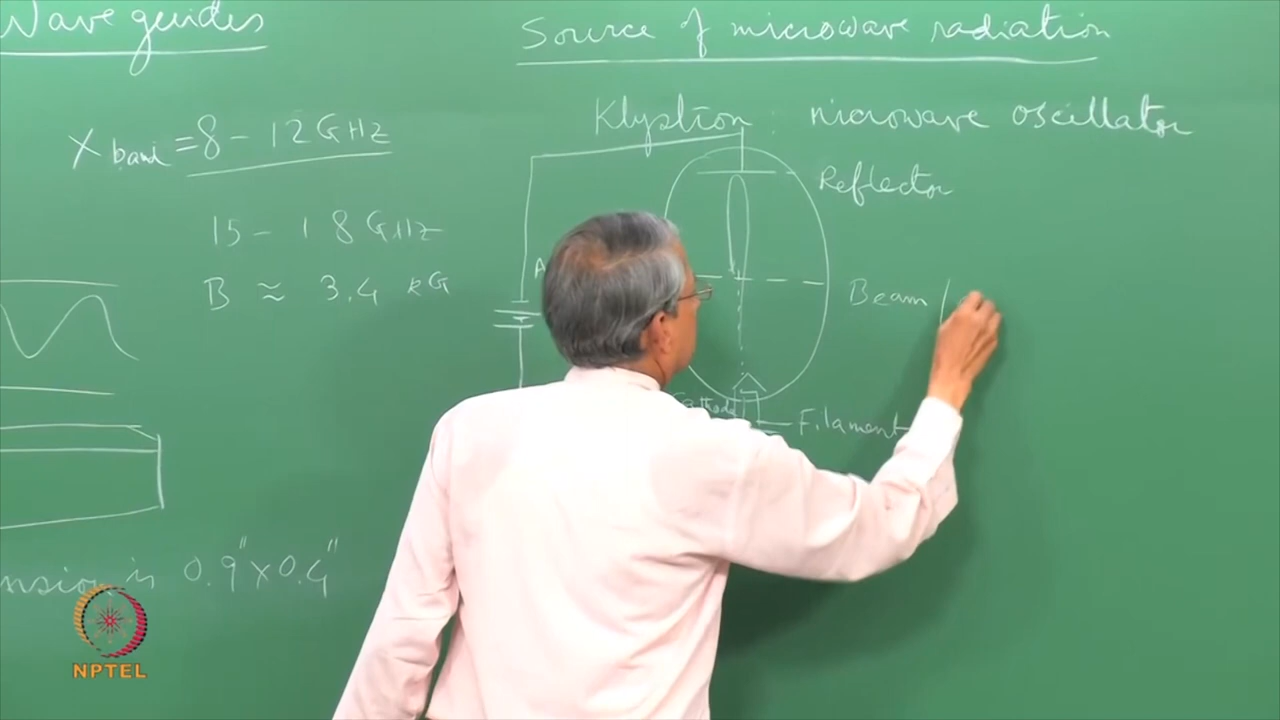 Wave guides
X band = 8 - 12 GHz
15 - 18 GHz
B ≈ 3.4 kG
is 0.9" x 0.4"
Source of microwave radiation
Klystron : microwave oscillator
Reflector
A
Beam (
Cathode
Filament
NPTEL